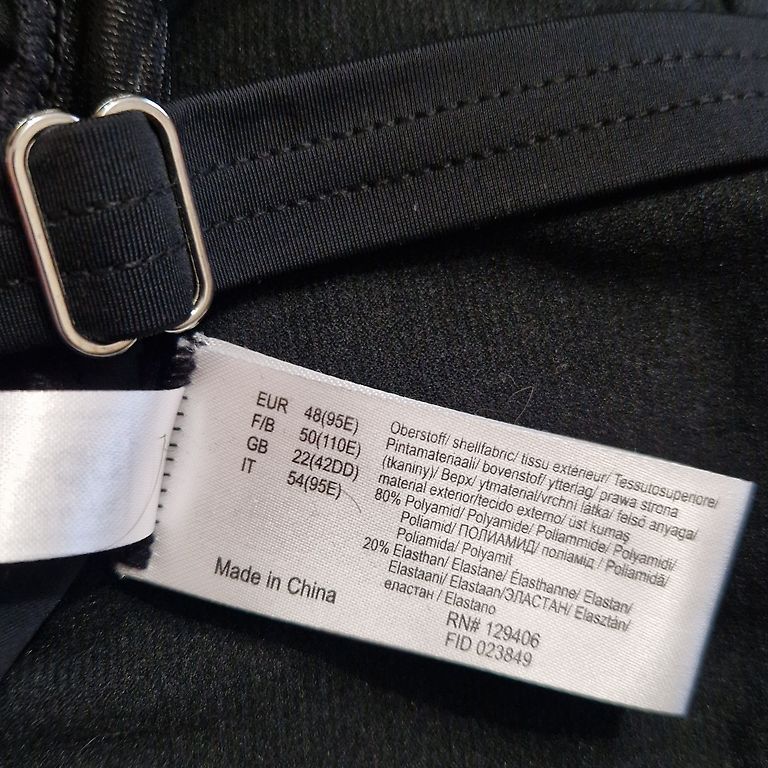 EUR 48(95E)
F/B 50(110E)
GB 22(42DD)
IT 54(95E)
Oberstoff/ shellfabric/ tissu extérieur/ Tessutosuperiore/
Pintamateriaali/ bovenstof/ ytterlag/ prawa strona
(tkaniny)/ Верх/ ytmaterial/vrchní látka/ felső anyaga/
material exterior/tecido externo/ üst kumaş
80% Polyamid/ Polyamide/ Poliammide/ Polyamidi/
Poliamid/ ПОЛИАМИД/ поліамід / Poliamidă/
Poliamida/ Polyamit
20% Elasthan/ Elastane/ Élasthanne/ Elastan/
Elastaani/ Elastaan/ЭЛАСТАН/ Elasztán/
еластан / Elastano
RN# 129406
FID 023849
Made in China